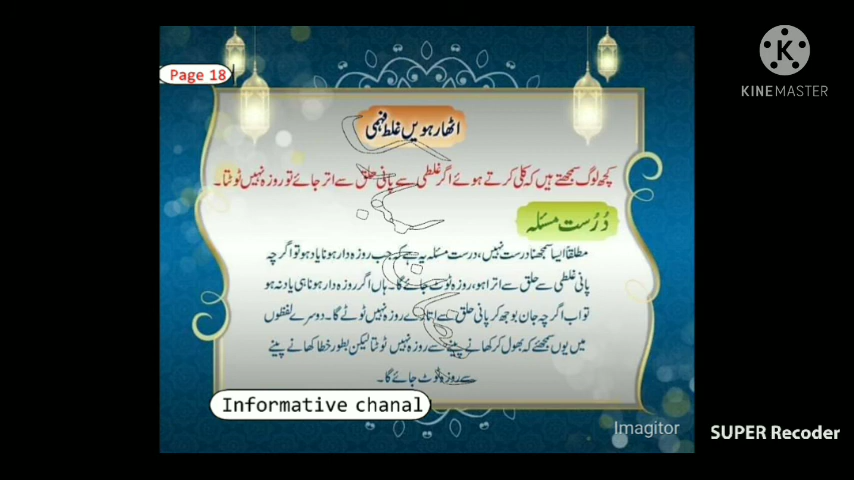 Page 18
K
KINEMASTER
اٹھارہویں غلط فہمی
کچھ لوگ سمجھتے ہیں کہ کلی کرتے ہوئے اگر غلطی سے پانی حلق سے اتر جائے تو روزہ نہیں ٹوٹتا۔
دُرُست مسئلہ
مطلقاً ایسا سمجھنا درست نہیں، درست مسئلہ یہ ہے کہ جب روزہ دار ہونا یاد ہو تو اگرچہ
پانی غلطی سے حلق سے اترا ہو، روزہ ٹوٹ جائے گا۔ ہاں اگر روزہ دار ہونا ہی یاد نہ ہو
تو اب اگرچہ جان بوجھ کر پانی حلق سے اتارے روزہ نہیں ٹوٹے گا۔ دوسرے لفظوں
میں یوں سمجھئے کہ بھول کر کھانے پینے سے روزہ نہیں ٹوٹتا لیکن بطور خطا کھانے پینے
سے روزہ ٹوٹ جائے گا۔
Informative chanal
Imagitor
SUPER Recoder